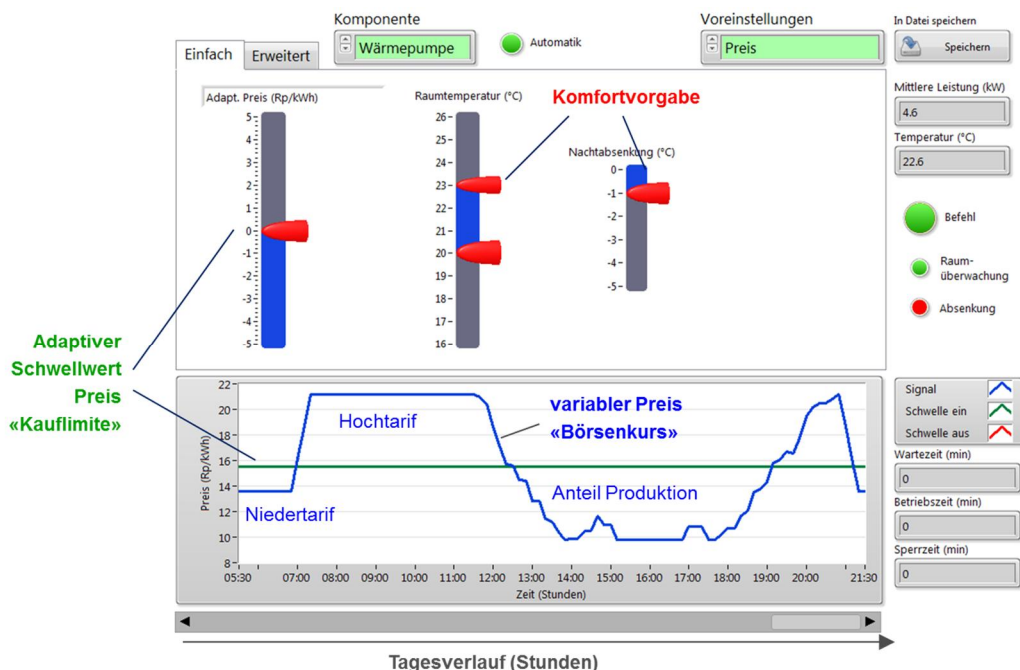 Komponente
Wärmepumpe
Automatik
Voreinstellungen
Preis
In Datei speichern
Speichern
Einfach
Erweitert
Adapt. Preis (Rp/kWh)
5
4
3
2
1
0
-1
-2
-3
-4
-5
Raumtemperatur (°C)
26
25
24
23
22
21
20
19
18
17
16
Komfortvorgabe
Nachtabsenkung (°C)
0
-1
-2
-3
-4
-5
Mittlere Leistung (kW)
4.6
Temperatur (°C)
22.6
Befehl
Raum-
überwachung
Absenkung
Adaptiver
Schwellwert
Preis
«Kauflimite»
Preis (Rp/kWh)
22
20
18
16
14
12
10
8
Hochtarif
variabler Preis
«Börsenkurs»
Niedertarif
Anteil Produktion
05:30
07:00
08:00
09:00
10:00
11:00
12:00
13:00
14:00
15:00
16:00
17:00
18:00
19:00
20:00
21:30
Zeit (Stunden)
Signal
Schwelle ein
Schwelle aus
Wartezeit (min)
0
Betriebszeit (min)
0
Sperrzeit (min)
0
Tagesverlauf (Stunden)